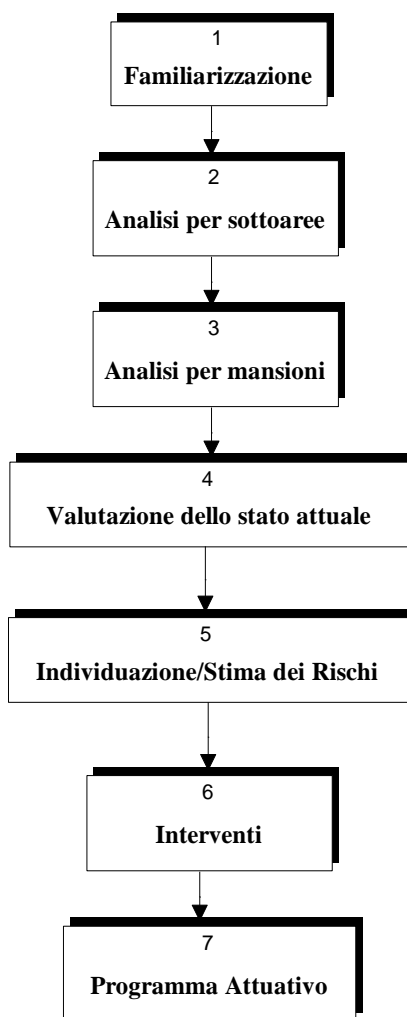 1
Familiarizzazione
2
Analisi per sottoaree
3
Analisi per mansioni
4
Valutazione dello stato attuale
5
Individuazione/Stima dei Rischi
6
Interventi
7
Programma Attuativo